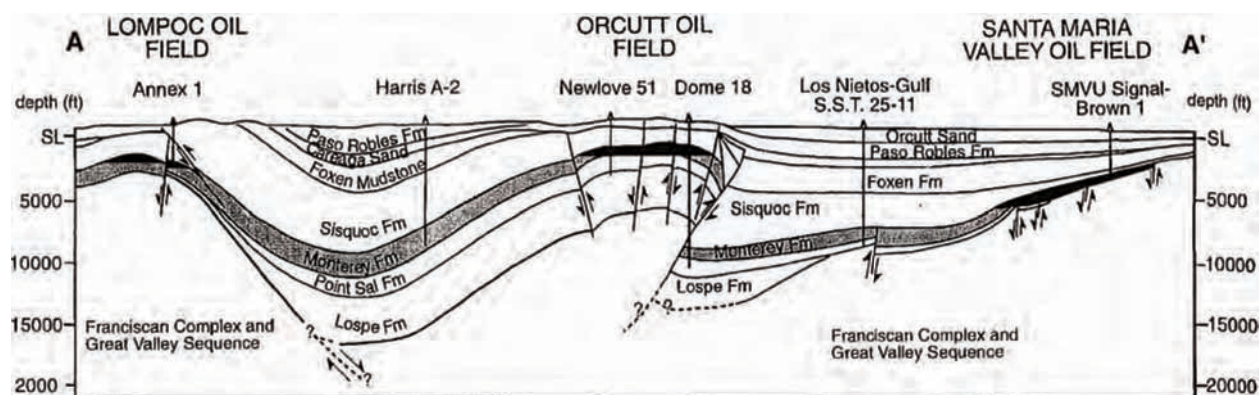 LOMPOC OIL
FIELD
ORCUTT OIL
FIELD
SANTA MARIA
VALLEY OIL FIELD
A
A'
Annex 1
Harris A-2
Newlove 51
Dome 18
Los Nietos-Gulf
S.S.T. 25-11
SMVU Signal-
Brown 1
depth (ft)
depth (ft)
SL
SL
5000
5000
10000
10000
15000
15000
2000
20000
Paso Robles Fm
Careaga Sand
Foxen Mudstone
Sisquoc Fm
Monterey Fm
Point Sal Fm
Lospe Fm
?
?
Franciscan Complex and
Great Valley Sequence
Orcutt Sand
Paso Robles Fm
Foxen Fm
Sisquoc Fm
Monterey Fm
Lospe Fm
?
?
Franciscan Complex and
Great Valley Sequence